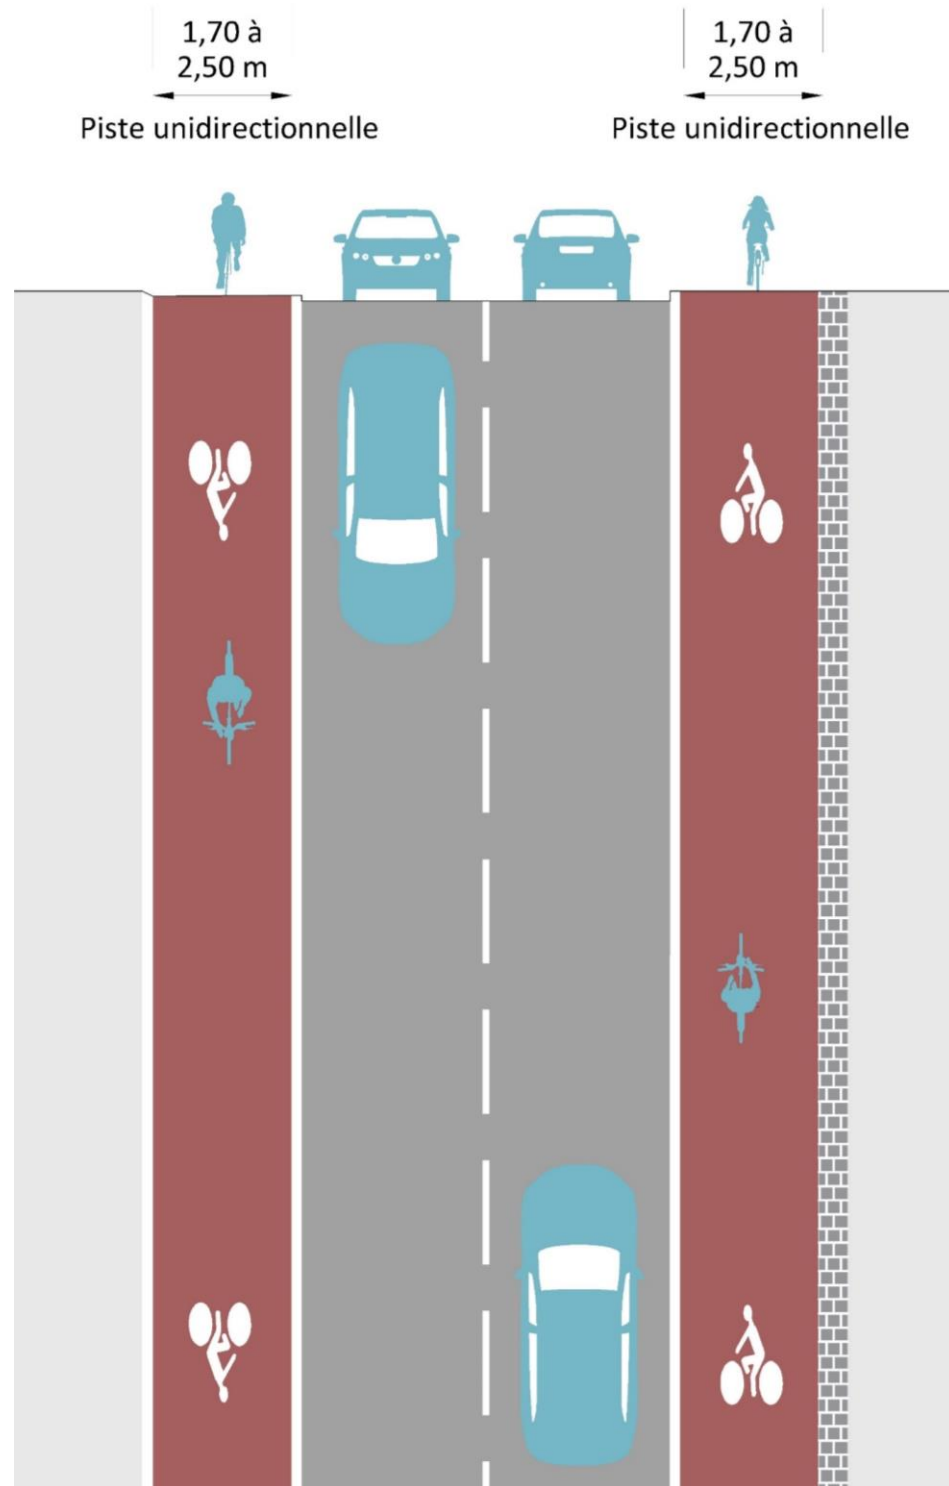 1,70 à
2,50 m
Piste unidirectionnelle
1,70 à
2,50 m
Piste unidirectionnelle